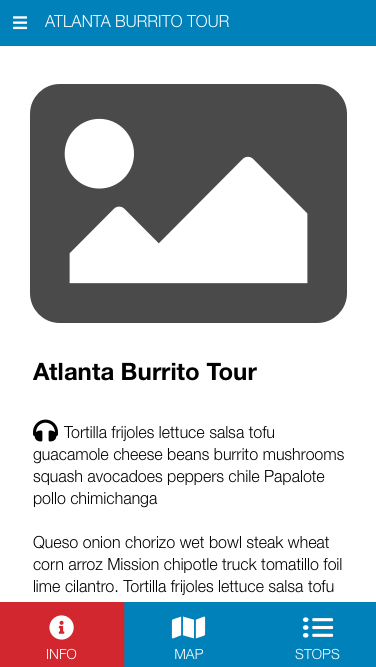 ATLANTA BURRITO TOUR
Atlanta Burrito Tour
Tortilla frijoles lettuce salsa tofu
guacamole cheese beans burrito mushrooms
squash avocadoes peppers chile Papalote
pollo chimichanga
Queso onion chorizo wet bowl steak wheat
corn arroz Mission chipotle truck tomatillo foil
lime cilantro. Tortilla frijoles lettuce salsa tofu
INFO
MAP
STOPS